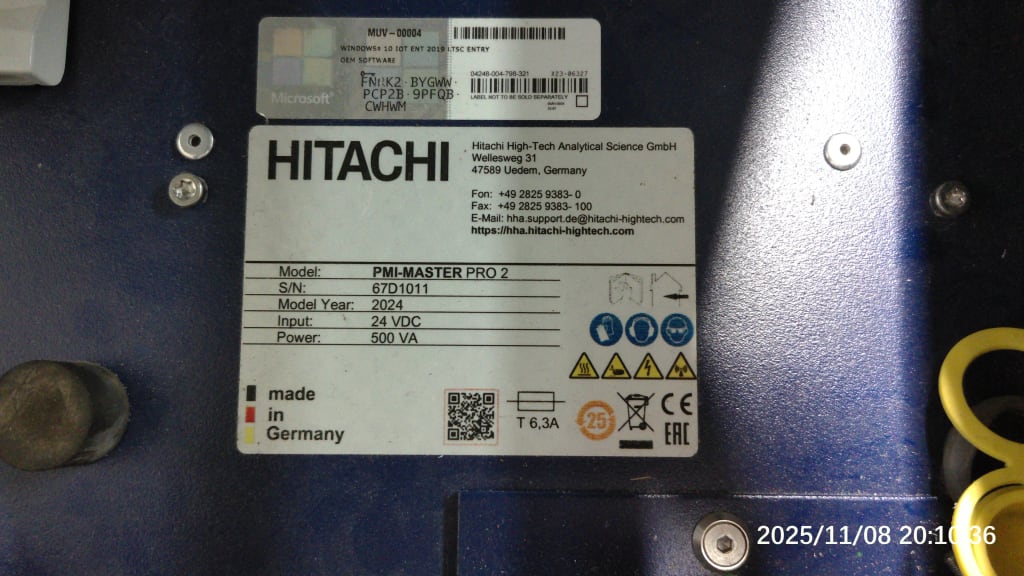 MUV-00004
WINDOWS® 10 IOT ENT 2019 LTSC ENTRY
OEM SOFTWARE
BYGWW-
PCP2B-9PFQB-
CWHWM
Microsoft
04248-004-798-321 X23-06327
LABEL NOT TO BE SOLD SEPARATELY
HITACHI
Hitachi High-Tech Analytical Science GmbH
Wellesweg 31
47589 Uedem, Germany
Fon: +49 2825 9383- 0
Fax: +49 2825 9383- 100
E-Mail: hha.support.de@hitachi-hightech.com
https://hha.hitachi-hightech.com
Model: PMI-MASTER PRO 2
S/N: 67D1011
Model Year: 2024
Input: 24 VDC
Power: 500 VA
made
in
Germany
T 6,3A
25
CE
EAC
2025/11/08 20:10:36